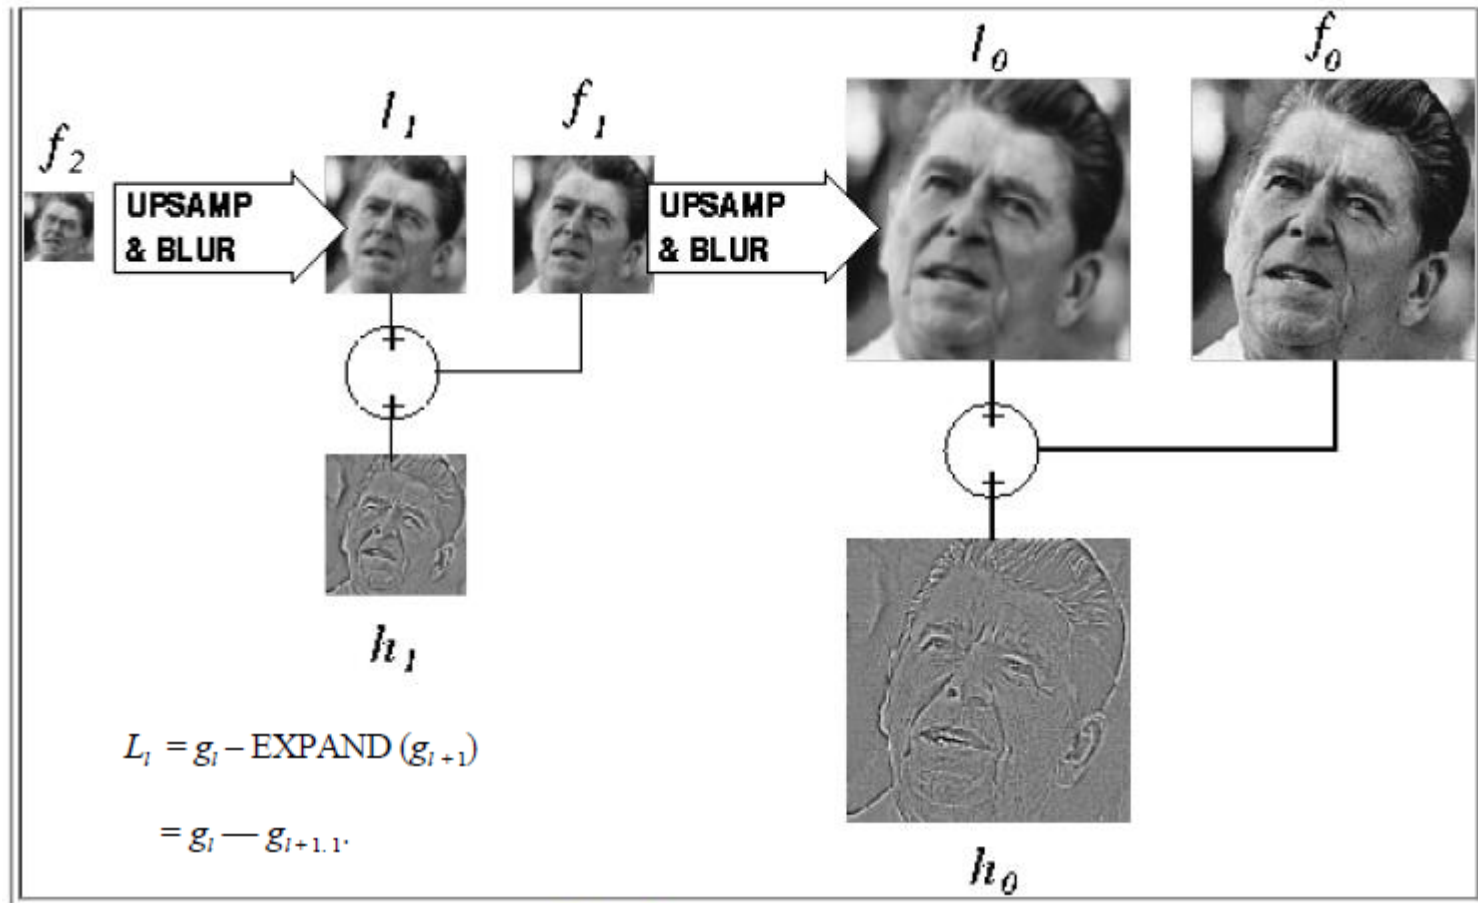 f₂
l₁
f₁
l₀
f₀
UPSAMP
& BLUR
UPSAMP
& BLUR
+
+
+
+
h₁
h₀
Lₗ = gₗ – EXPAND (gₗ₊₁)
= gₗ — gₗ₊₁.₁.